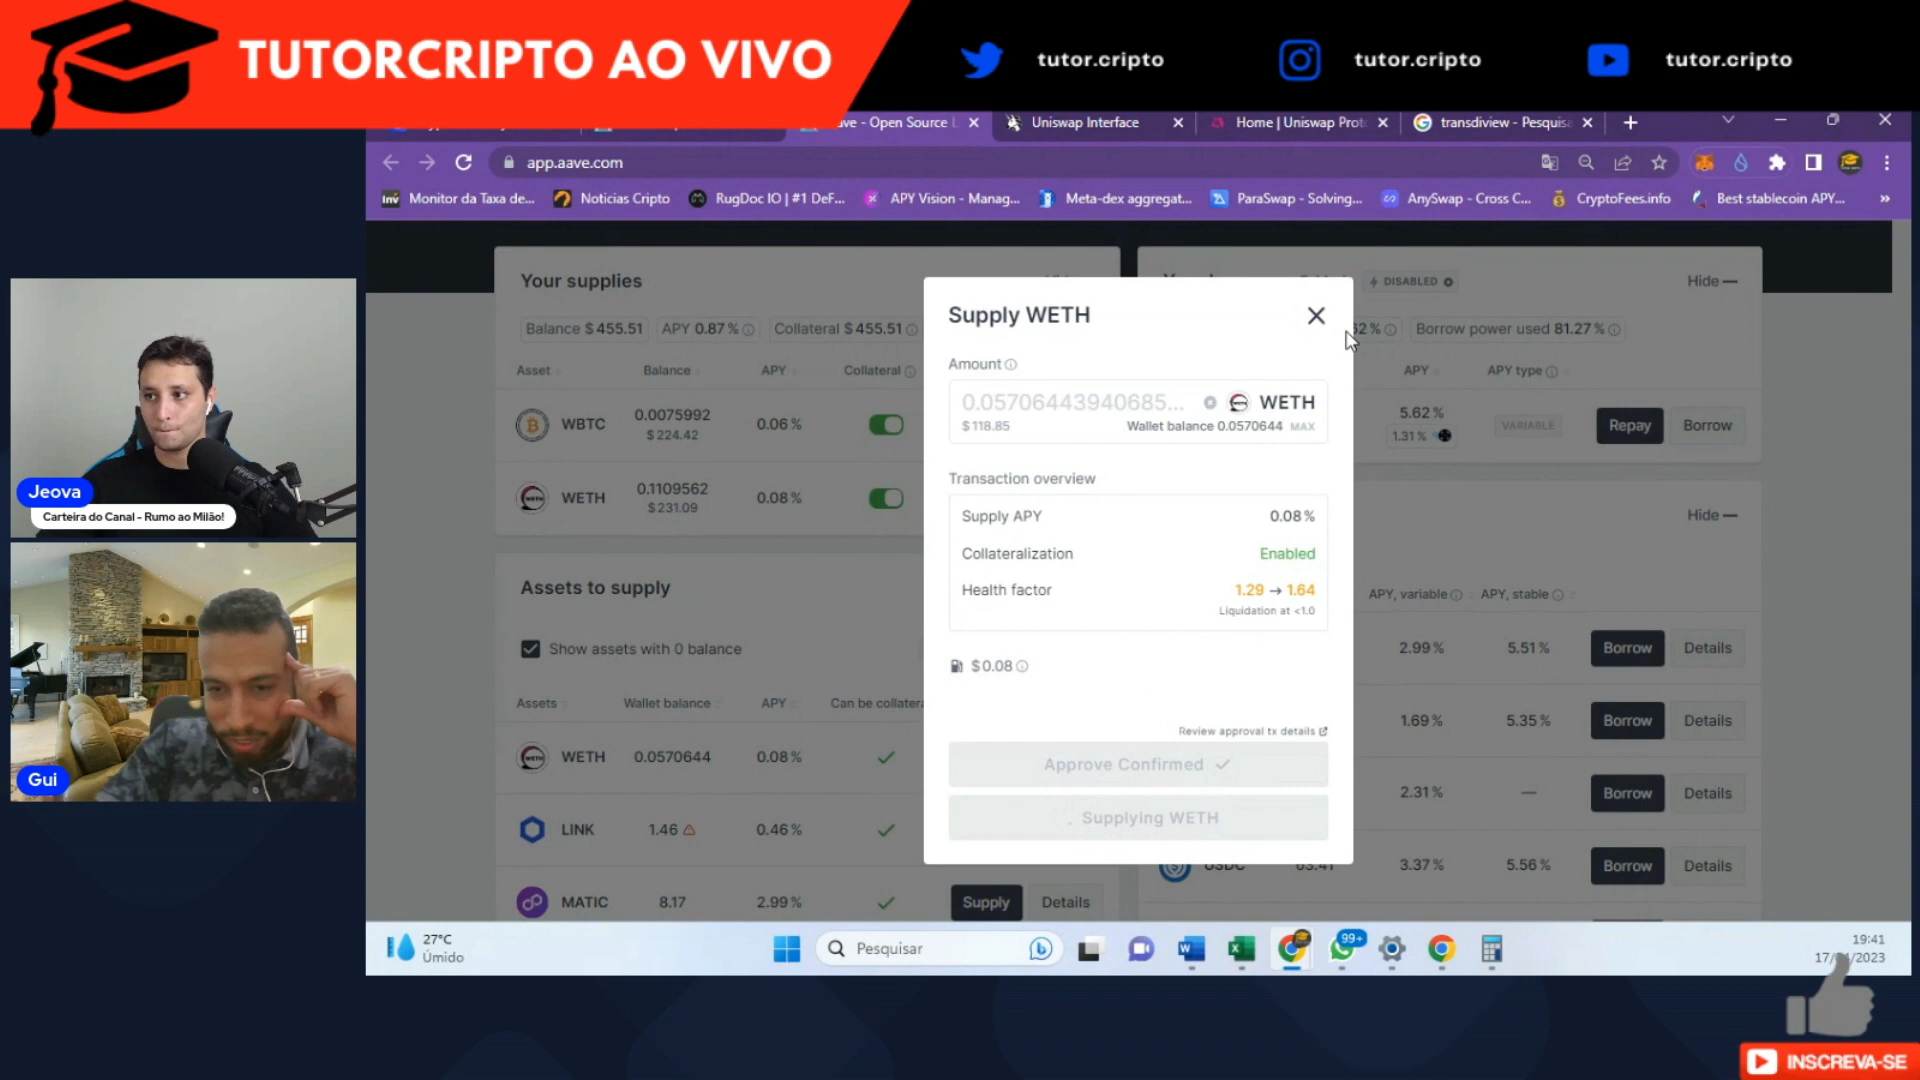 TUTORCRIPTO AO VIVO
tutor.cripto
tutor.cripto
tutor.cripto
ave - Open Source L
Uniswap Interface
Home | Uniswap Prot
transdiview - Pesquisa
app.aave.com
Monitor da Taxa de...
Noticias Cripto
RugDoc IO | #1 DeF...
APY Vision - Manag...
Meta-dex aggregat...
ParaSwap - Solving...
AnySwap - Cross C...
CryptoFees.info
Best stablecoin APY...
»
Your supplies
Balance $ 455.51
APY 0.87 %
Collateral $ 455.51
Asset
Balance
APY
Collateral
WBTC
0.0075992
$ 224.42
0.06 %
WETH
0.1109562
$ 231.09
0.08 %
Assets to supply
Show assets with 0 balance
Assets
Wallet balance
APY
Can be collatera
WETH
0.0570644
0.08 %
LINK
1.46
0.46 %
MATIC
8.17
2.99 %
Supply
Details
Supply WETH
Amount
0.05706443940685...
WETH
$ 118.85
Wallet balance 0.0570644 MAX
Transaction overview
Supply APY
0.08 %
Collateralization
Enabled
Health factor
1.29 → 1.64
Liquidation at <1.0
$ 0.08
Review approval tx details
Approve Confirmed
Supplying WETH
DISABLED
Hide
62 %
Borrow power used 81.27 %
APY
APY type
5.62 %
1.31 %
VARIABLE
Repay
Borrow
Hide
APY, variable
APY, stable
2.99 %
5.51 %
Borrow
Details
1.69 %
5.35 %
Borrow
Details
2.31 %
—
Borrow
Details
3.37 %
5.56 %
Borrow
Details
Jeova
Carteira do Canal - Rumo ao Milão!
Gui
27°C
Úmido
Pesquisar
99+
19:41
INSCREVA-SE